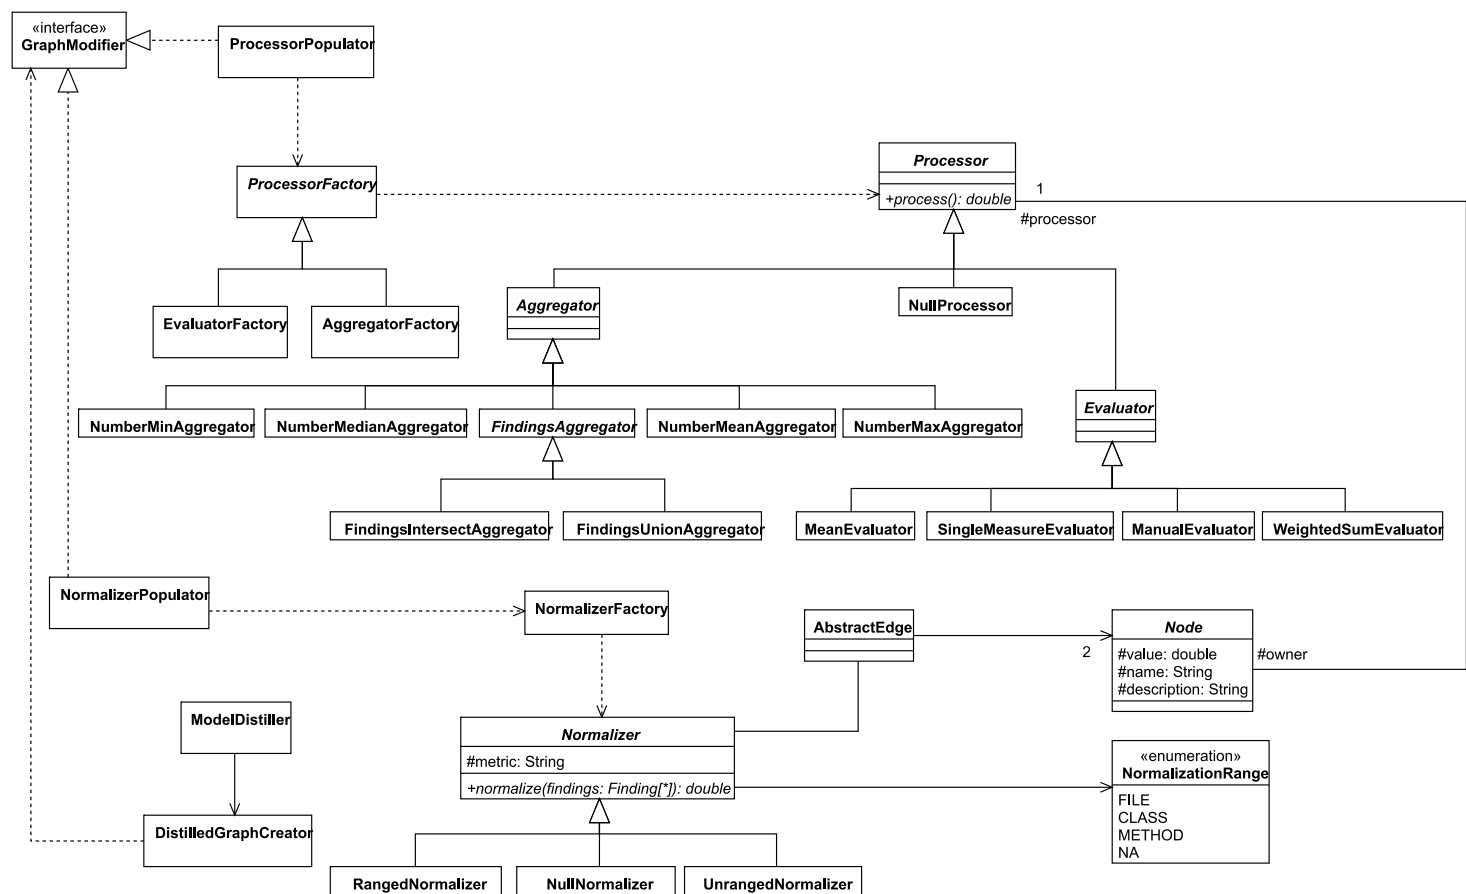 «interface»
GraphModifier
ProcessorPopulator
ProcessorFactory
Processor
+process(): double
1
#processor
EvaluatorFactory
AggregatorFactory
Aggregator
NullProcessor
NumberMinAggregator
NumberMedianAggregator
FindingsAggregator
NumberMeanAggregator
NumberMaxAggregator
Evaluator
FindingsIntersectAggregator
FindingsUnionAggregator
MeanEvaluator
SingleMeasureEvaluator
ManualEvaluator
WeightedSumEvaluator
NormalizerPopulator
NormalizerFactory
AbstractEdge
2
Node
#value: double
#name: String
#description: String
#owner
ModelDistiller
DistilledGraphCreator
Normalizer
#metric: String
+normalize(findings: Finding[*]): double
«enumeration»
NormalizationRange
FILE
CLASS
METHOD
NA
RangedNormalizer
NullNormalizer
UnrangedNormalizer